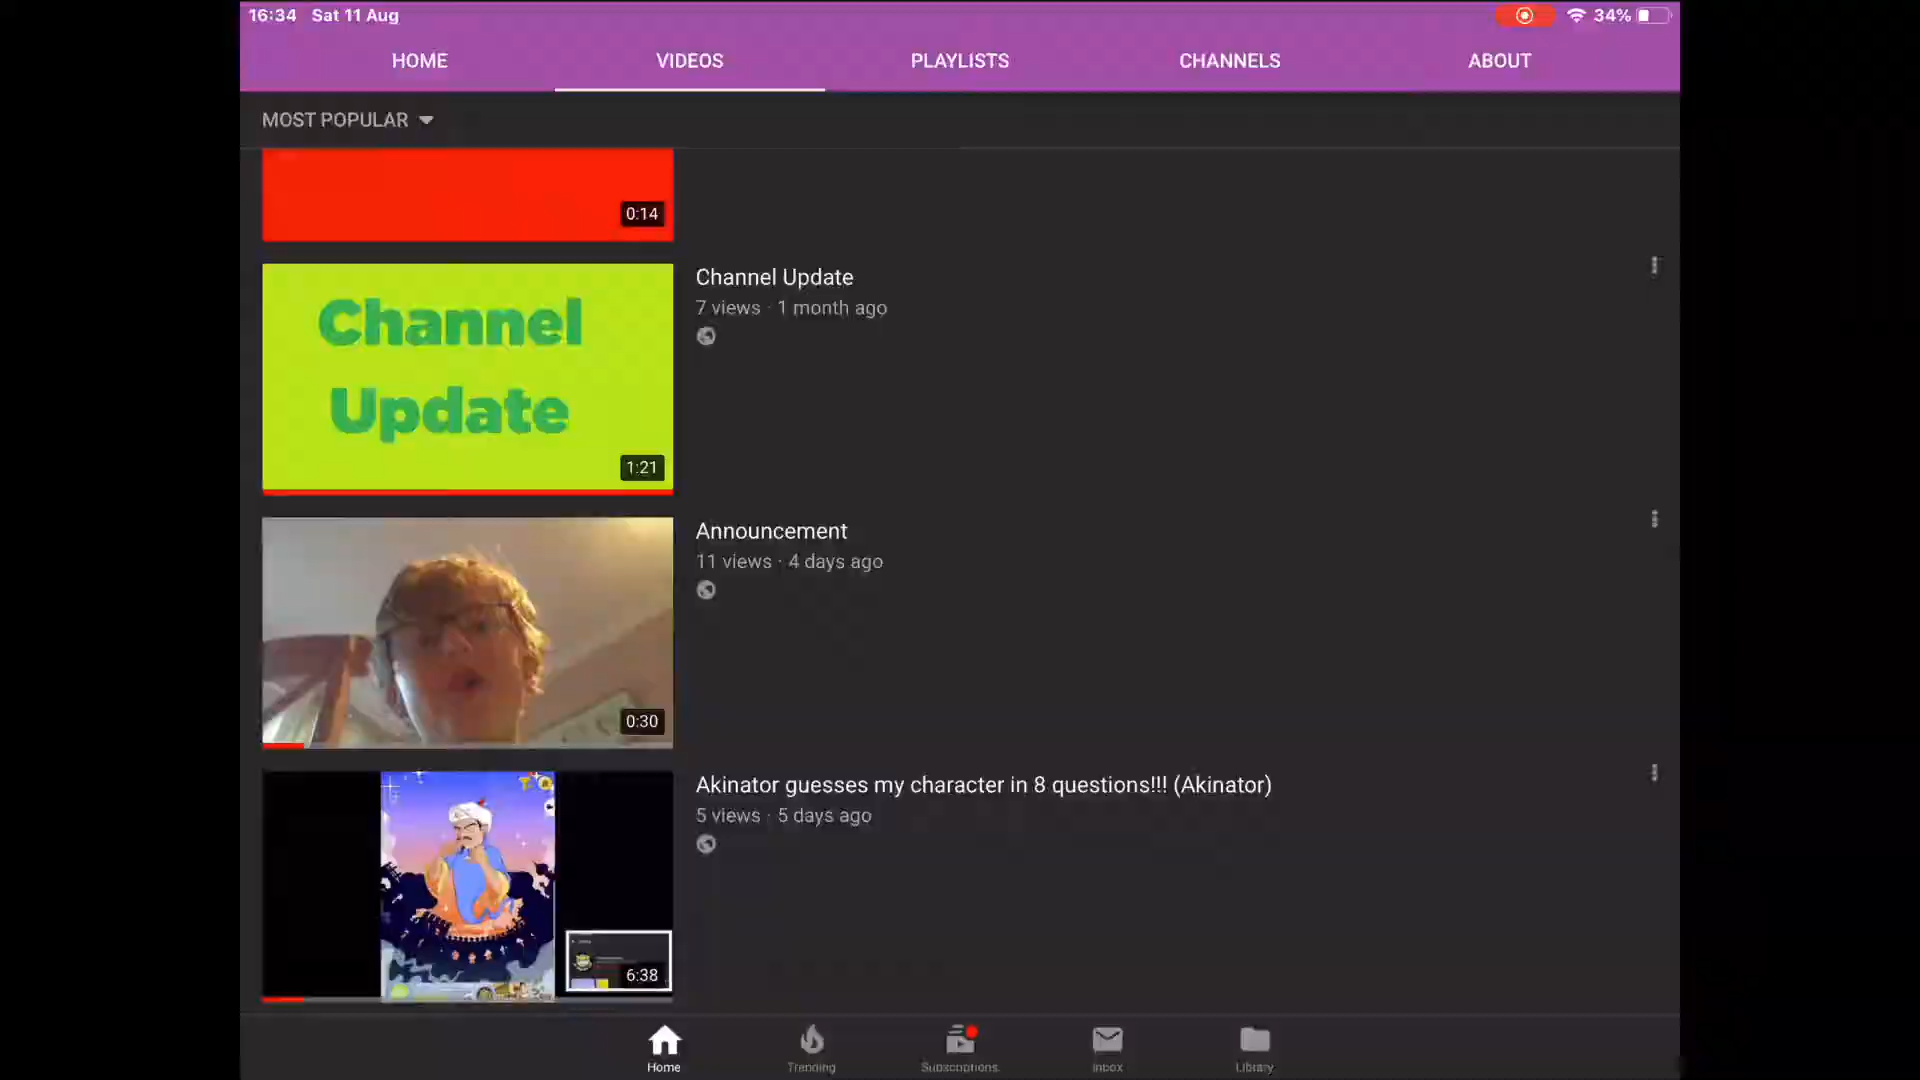 16:34 Sat 11 Aug 34%
HOME VIDEOS PLAYLISTS CHANNELS ABOUT
MOST POPULAR
0:14
Channel
Update
1:21
Channel Update
7 views · 1 month ago
0:30
Announcement
11 views · 4 days ago
6:38
Akinator guesses my character in 8 questions!!! (Akinator)
5 views · 5 days ago
Home Trending Subscriptions Inbox Library